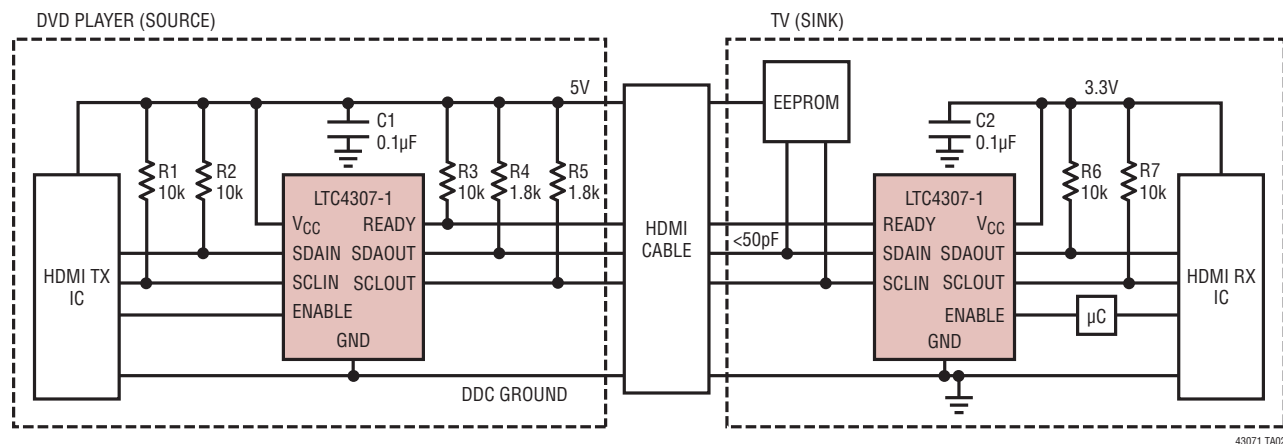 DVD PLAYER (SOURCE)
TV (SINK)
5V
3.3V
EEPROM
C1
0.1µF
C2
0.1µF
R1
10k
R2
10k
R3
10k
R4
1.8k
R5
1.8k
R6
10k
R7
10k
LTC4307-1
VCC
READY
SDAIN
SDAOUT
SCLIN
SCLOUT
ENABLE
GND
HDMI TX
IC
HDMI
CABLE
<50pF
LTC4307-1
READY
VCC
SDAIN
SDAOUT
SCLIN
SCLOUT
ENABLE
GND
µC
HDMI RX
IC
DDC GROUND
43071 TA02